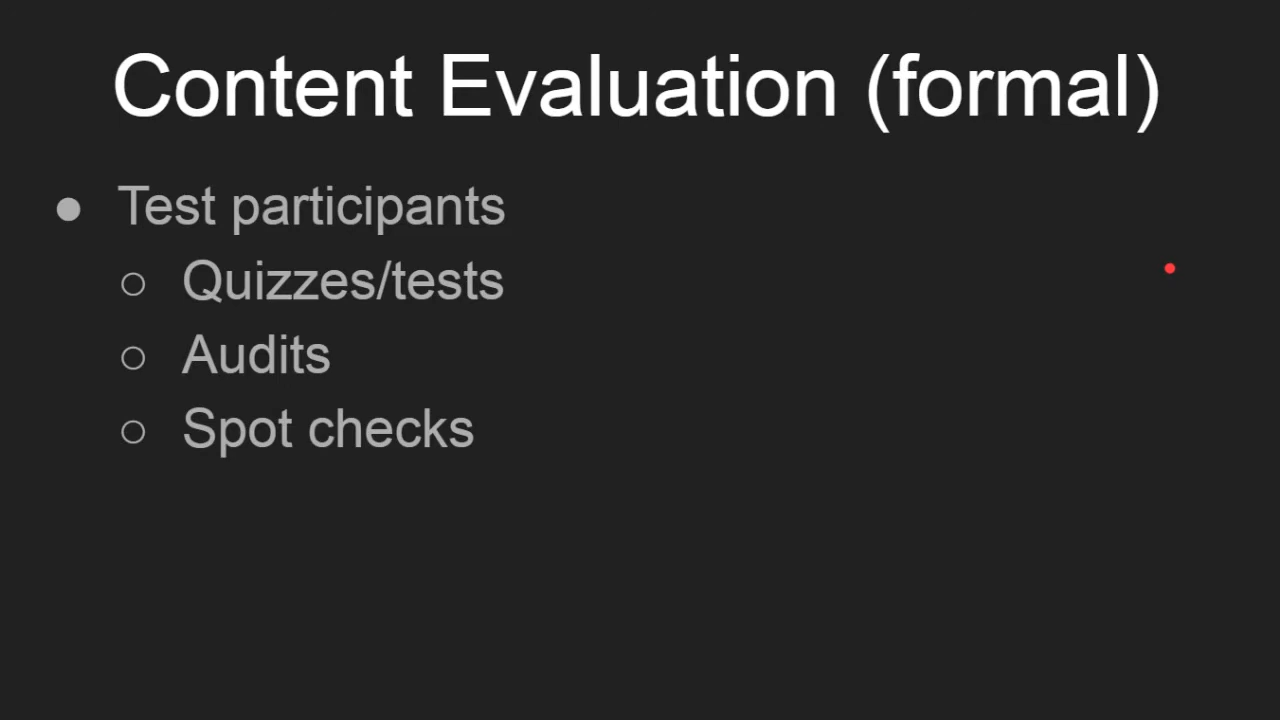 Content Evaluation (formal)
● Test participants
○ Quizzes/tests
○ Audits
○ Spot checks